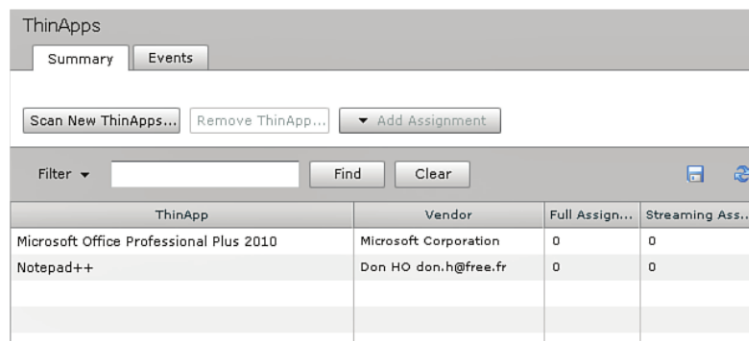 ThinApps
Summary Events
Scan New ThinApps... Remove ThinApp... Add Assignment
Filter Find Clear
ThinApp Vendor Full Assign... Streaming Ass...
Microsoft Office Professional Plus 2010 Microsoft Corporation 0 0
Notepad++ Don HO don.h@free.fr 0 0